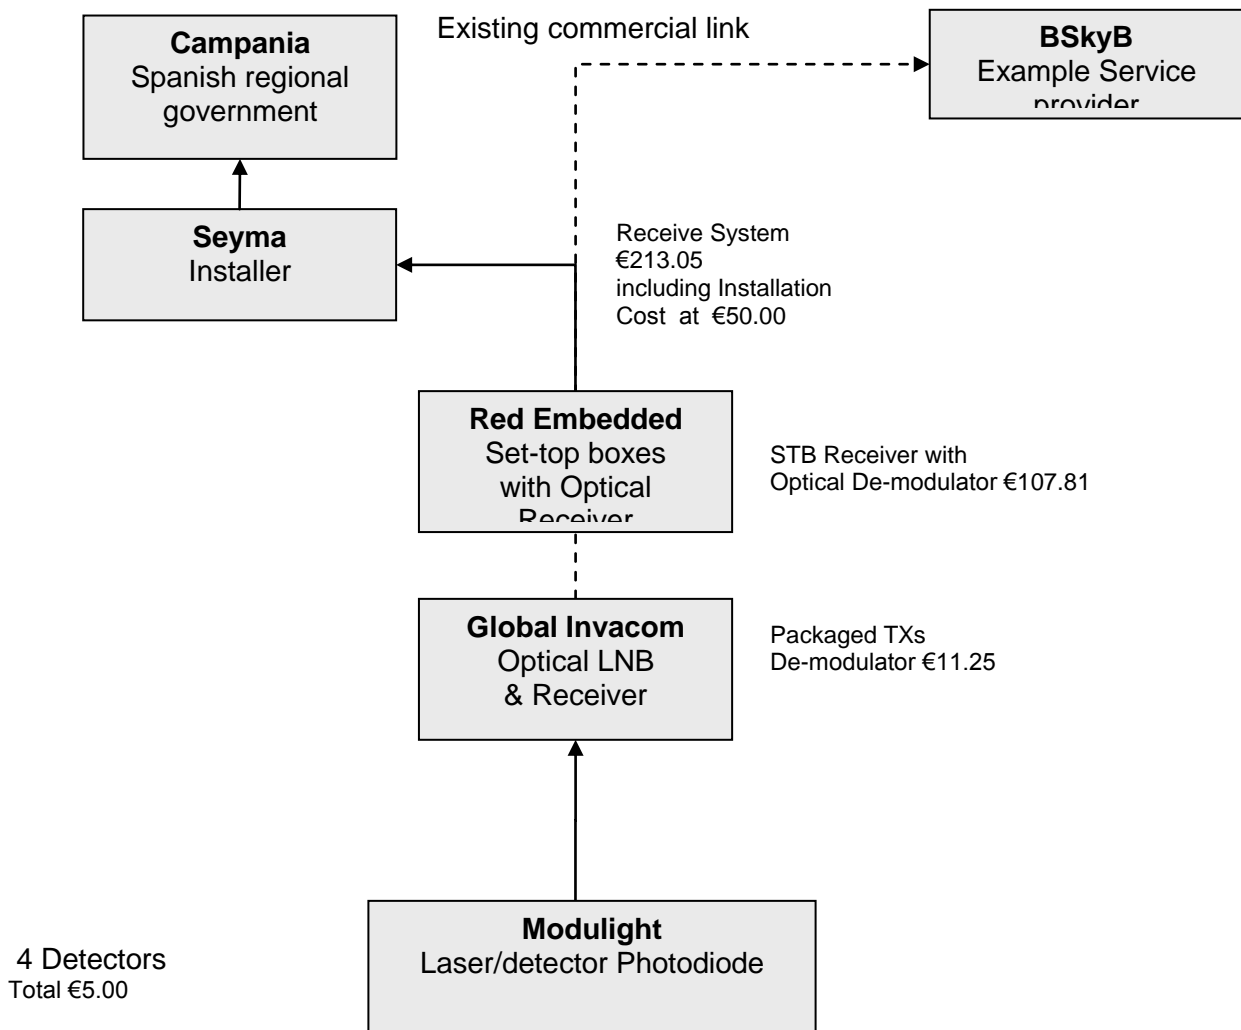 Campania
Spanish regional
government
Existing commercial link
BSkyB
Example Service
provider
Seyma
Installer
Receive System
€213.05
including Installation
Cost at €50.00
Red Embedded
Set-top boxes
with Optical
Receiver
STB Receiver with
Optical De-modulator €107.81
Global Invacom
Optical LNB
& Receiver
Packaged TXs
De-modulator €11.25
Modulight
Laser/detector Photodiode
4 Detectors
Total €5.00